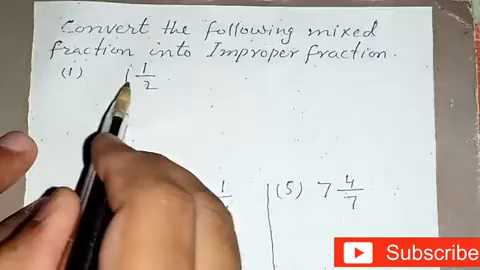 Convert the following mixed
fraction into Improper fraction.
(1) 1 1/2
(5) 7 4/7
Subscribe